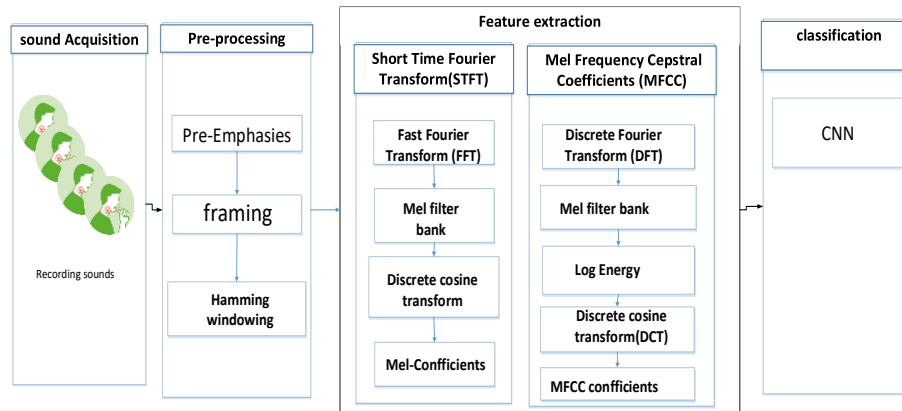 sound Acquisition
Recording sounds
Pre-processing
Pre-Emphasies
framing
Hamming
windowing
Feature extraction
Short Time Fourier
Transform(STFT)
Fast Fourier
Transform (FFT)
Mel filter
bank
Discrete cosine
transform
Mel-Confficients
Mel Frequency Cepstral
Coefficients (MFCC)
Discrete Fourier
Transform (DFT)
Mel filter bank
Log Energy
Discrete cosine
transform(DCT)
MFCC confficients
classification
CNN